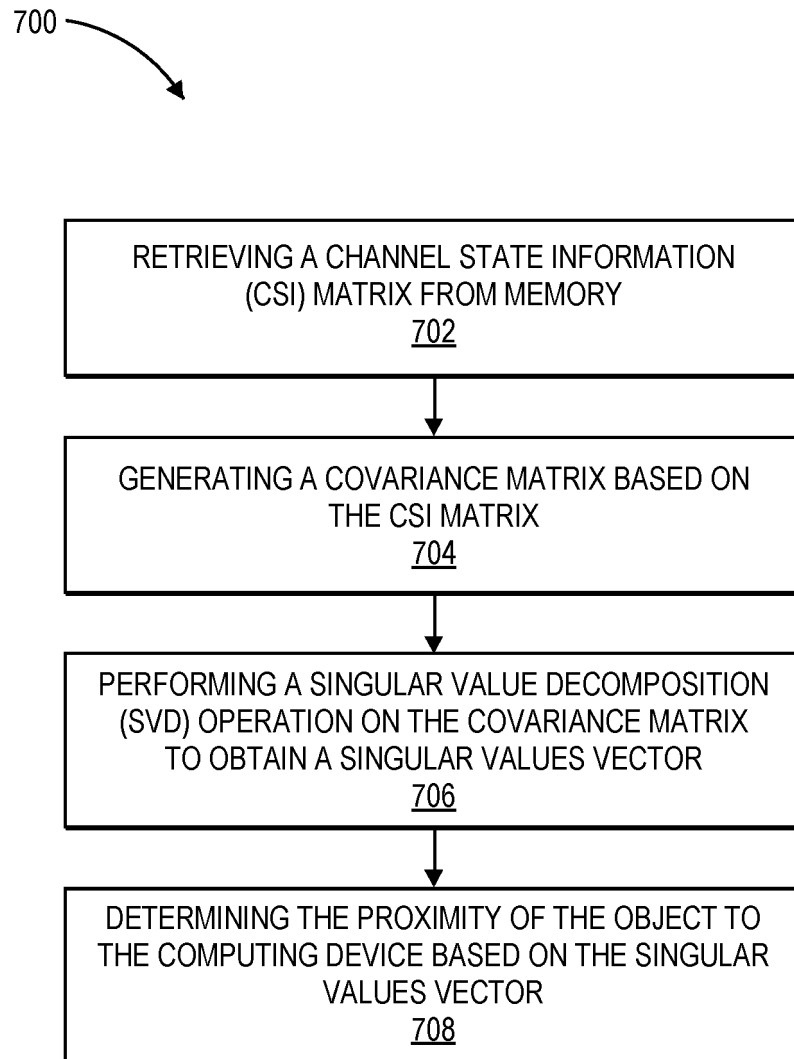 700
RETRIEVING A CHANNEL STATE INFORMATION
(CSI) MATRIX FROM MEMORY
702
GENERATING A COVARIANCE MATRIX BASED ON
THE CSI MATRIX
704
PERFORMING A SINGULAR VALUE DECOMPOSITION
(SVD) OPERATION ON THE COVARIANCE MATRIX
TO OBTAIN A SINGULAR VALUES VECTOR
706
DETERMINING THE PROXIMITY OF THE OBJECT TO
THE COMPUTING DEVICE BASED ON THE SINGULAR
VALUES VECTOR
708